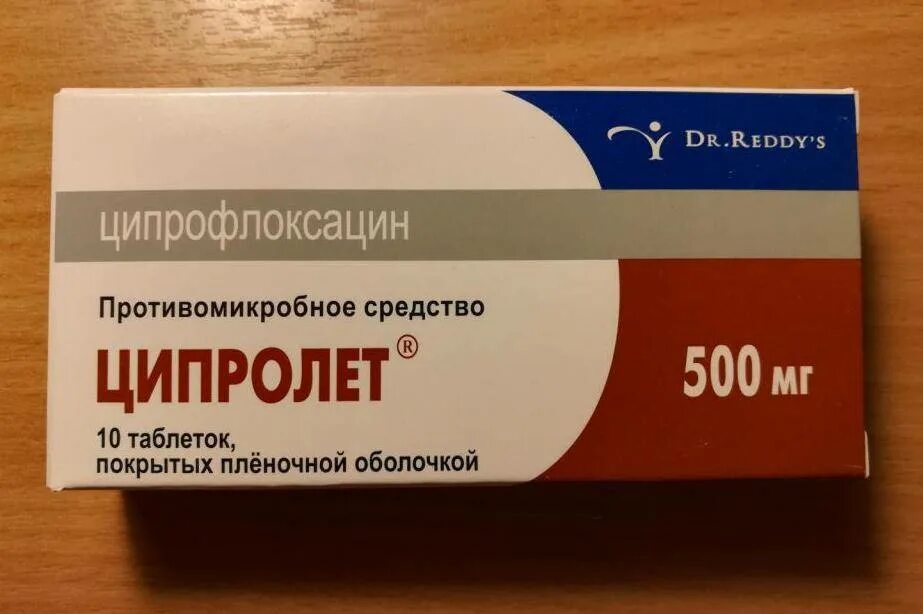 DR.REDDY'S
ципрофлоксацин
Противомикробное средство
ЦИПРОЛЕТ®
500 мг
10 таблеток,
покрытых плёночной оболочкой